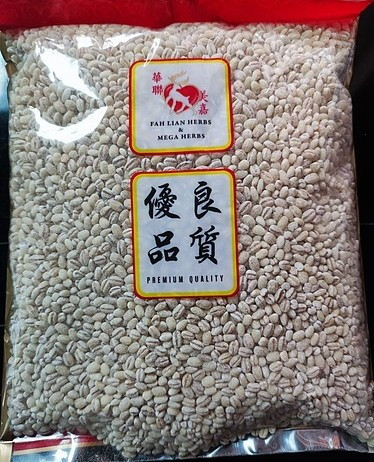 華聯 美嘉
FAH LIAN HERBS
&
MEGA HERBS
優良
品質
PREMIUM QUALITY